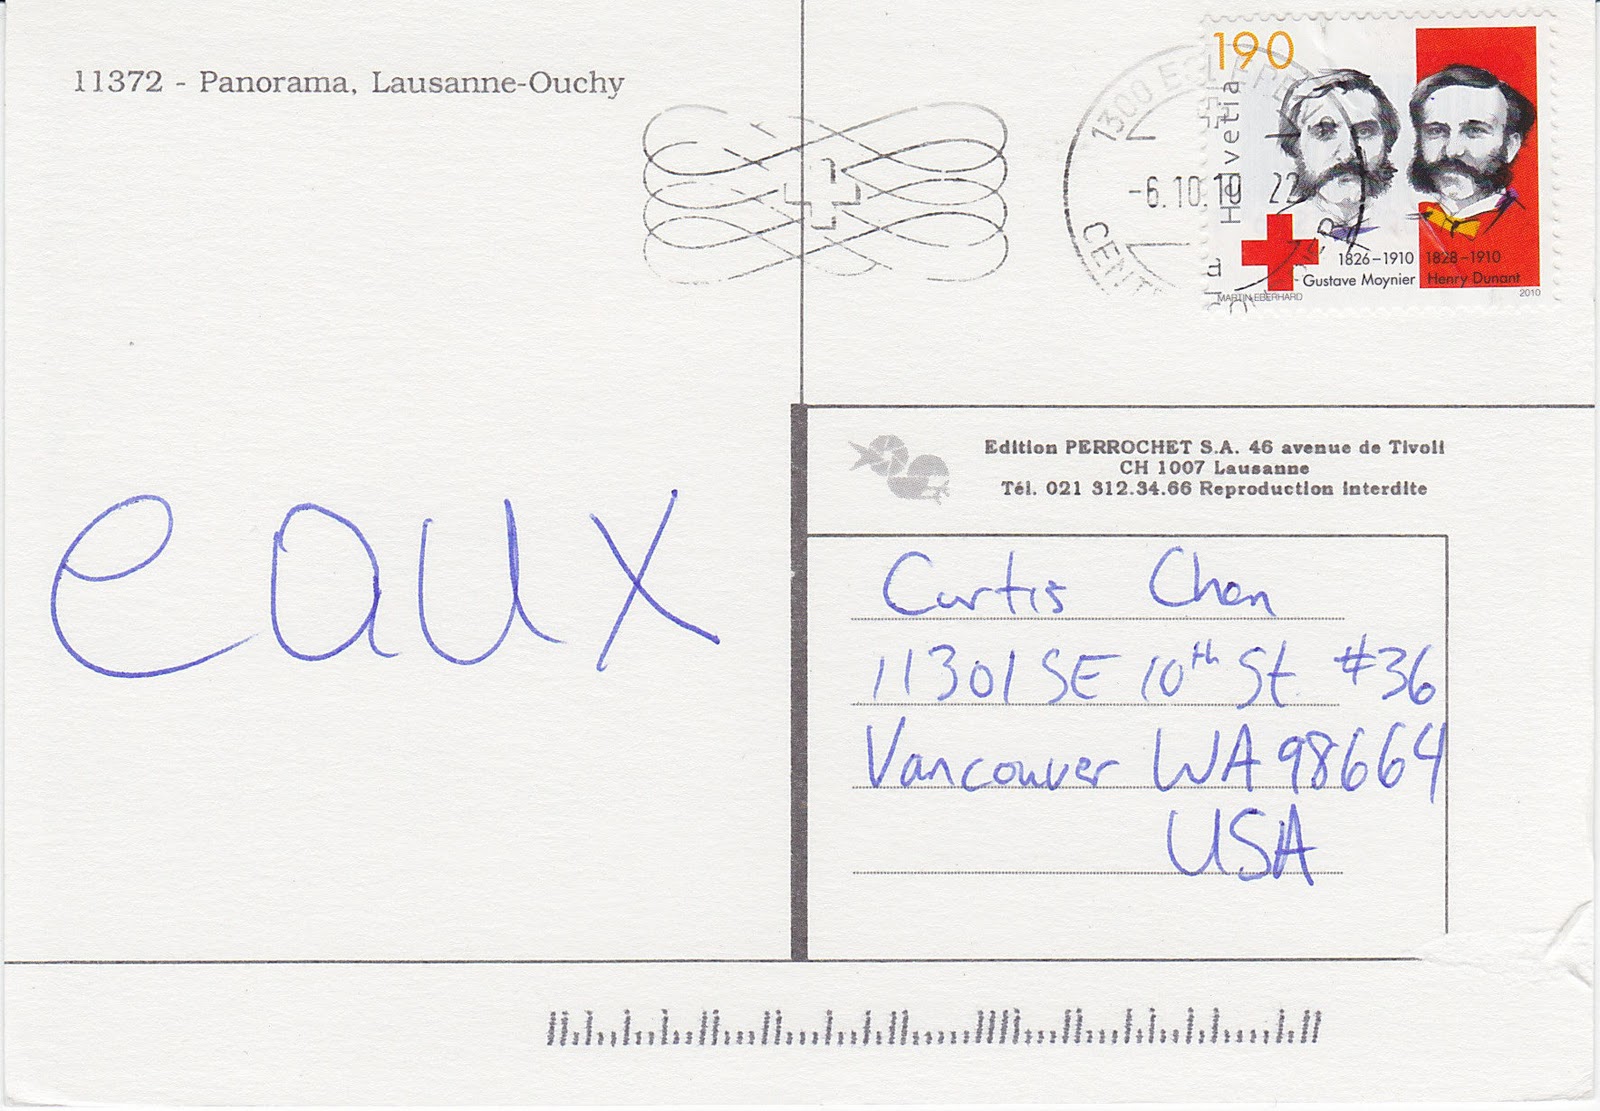 11372 - Panorama, Lausanne-Ouchy
190
Helvetia
-6.10.10 22
1826–1910
Gustave Moynier
1828–1910
Henry Dunant
MARTIN EBERHARD
2010
Edition PERROCHET S.A. 46 avenue de Tivoli
CH 1007 Lausanne
Tél. 021 312.34.66 Reproduction interdite
eaux
Curtis Chen
11301 SE 10th St. #36
Vancouver WA 98664
USA